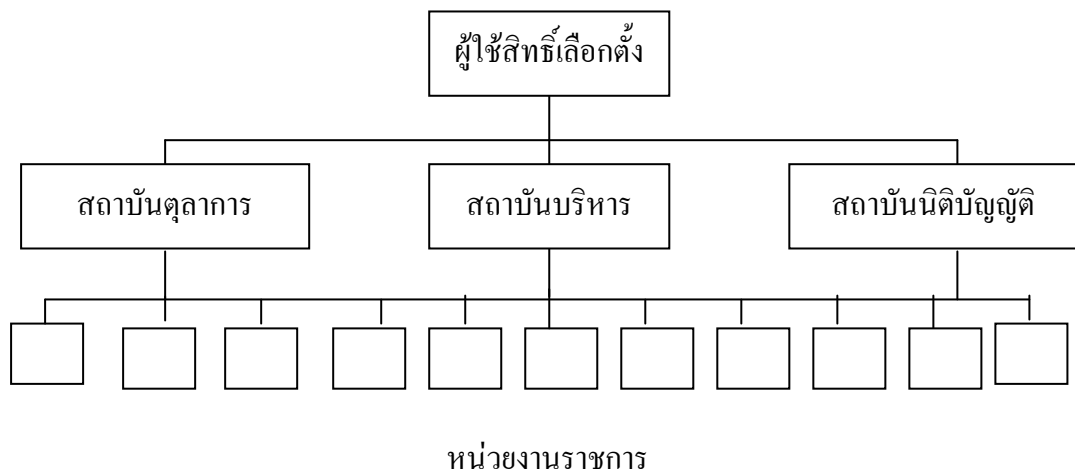 ผู้ใช้สิทธิ์เลือกตั้ง
สถาบันตุลาการ
สถาบันบริหาร
สถาบันนิติบัญญัติ
หน่วยงานราชการ